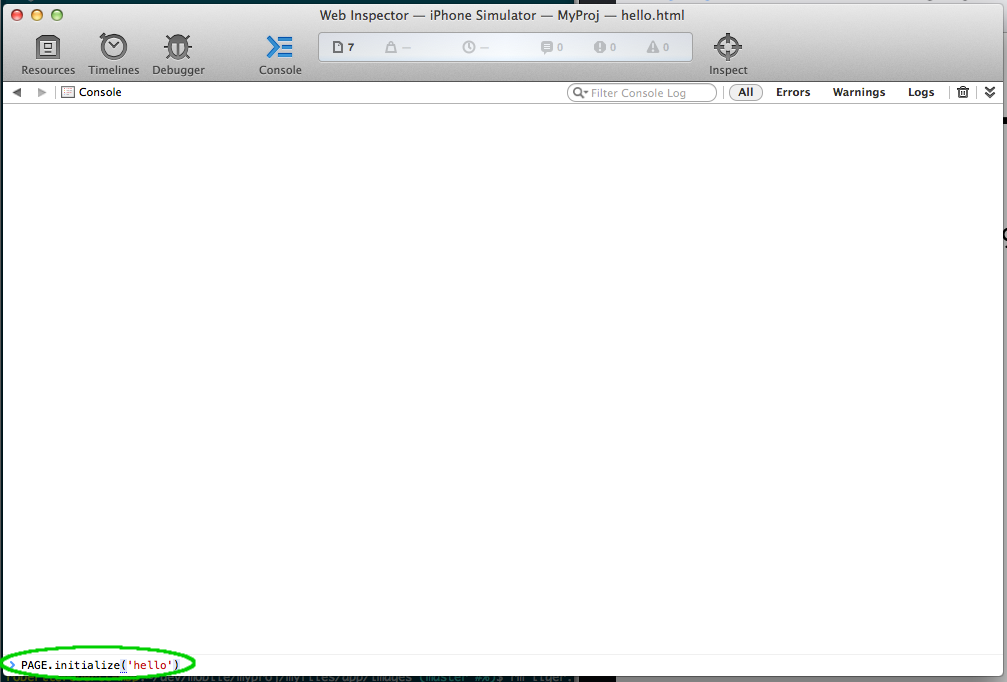 Web Inspector — iPhone Simulator — MyProj — hello.html
7 — — 0 0 0
Resources Timelines Debugger Console Inspect
Console Filter Console Log All Errors Warnings Logs
PAGE.initialize('hello')